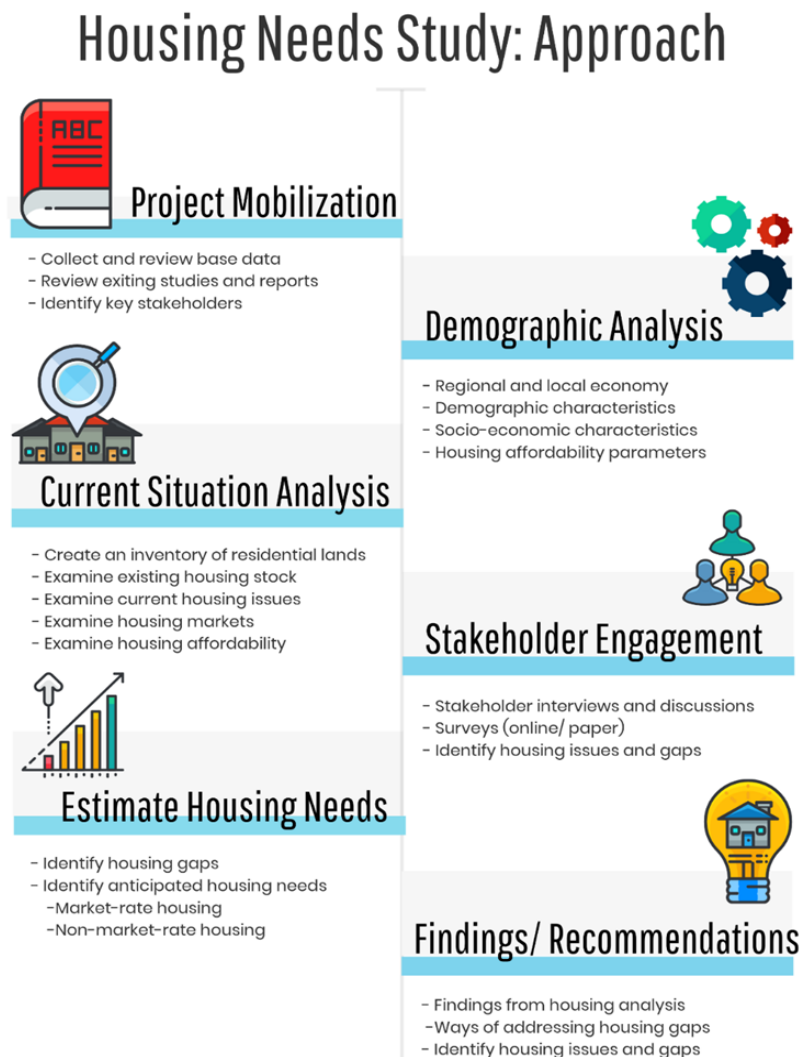 Housing Needs Study: Approach
ABC
Project Mobilization
- Collect and review base data
- Review exiting studies and reports
- Identify key stakeholders
Demographic Analysis
- Regional and local economy
- Demographic characteristics
- Socio-economic characteristics
- Housing affordability parameters
Current Situation Analysis
- Create an inventory of residential lands
- Examine existing housing stock
- Examine current housing issues
- Examine housing markets
- Examine housing affordability
Stakeholder Engagement
- Stakeholder interviews and discussions
- Surveys (online/ paper)
- Identify housing issues and gaps
Estimate Housing Needs
- Identify housing gaps
- Identify anticipated housing needs
-Market-rate housing
-Non-market-rate housing
Findings/ Recommendations
- Findings from housing analysis
-Ways of addressing housing gaps
- Identify housing issues and gaps